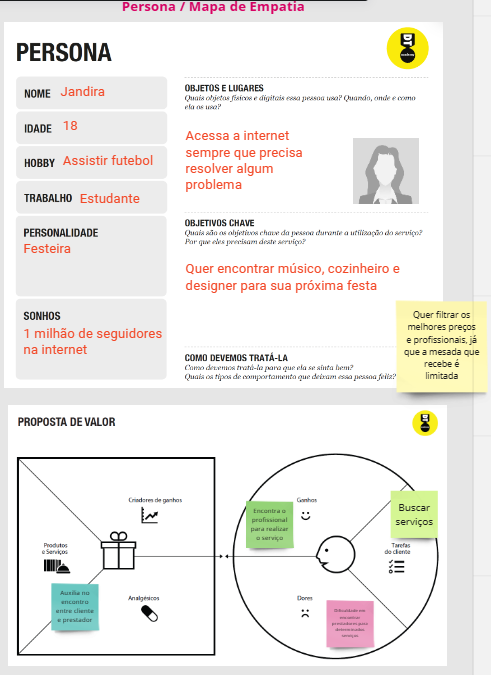 Persona / Mapa de Empatia
PERSONA
NOME Jandira
IDADE 18
HOBBY Assistir futebol
TRABALHO Estudante
PERSONALIDADE
Festeira
SONHOS
1 milhão de seguidores
na internet
OBJETOS E LUGARES
Quais objetos físicos e digitais essa pessoa usa? Quando, onde e como
ela os usa?
Acessa a internet
sempre que precisa
resolver algum
problema
OBJETIVOS CHAVE
Quais são os objetivos chave da pessoa durante a utilização do serviço?
Por que eles precisam deste serviço?
Quer encontrar músico, cozinheiro e
designer para sua próxima festa
Quer filtrar os
melhores preços
e profissionais, já
que a mesada que
recebe é
limitada
COMO DEVEMOS TRATÁ-LA
Como devemos tratá-la para que ela se sinta bem?
Quais os tipos de comportamento que deixam essa pessoa feliz?
PROPOSTA DE VALOR
Criadores de ganhos
Produtos
e Serviços
Auxilia no
encontro
entre cliente
e prestador
Analgésicos
Ganhos
Encontra o
profissional
para realizar
o serviço
Buscar
serviços
Tarefas
do cliente
Dores
Dificuldade em
encontrar
prestadores para
determinados
serviços